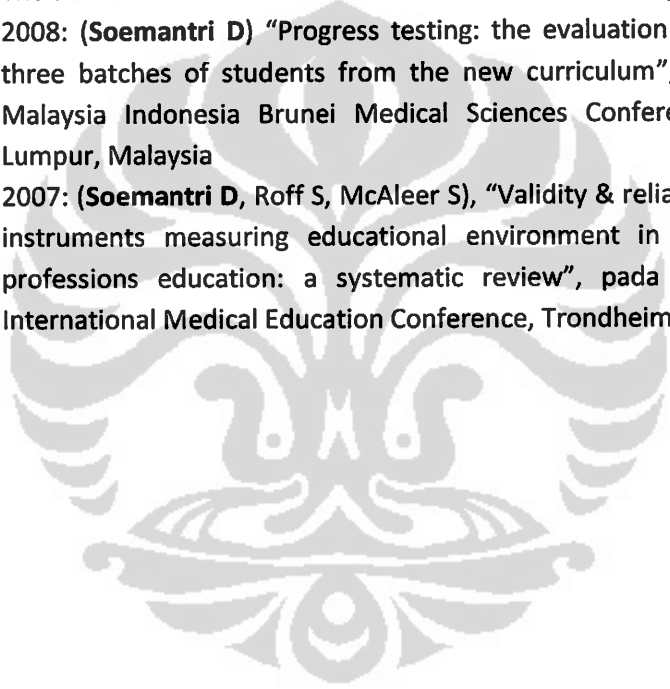 2008: (Soemantri D) “Progress testing: the evaluation
three batches of students from the new curriculum”,
Malaysia Indonesia Brunei Medical Sciences Confer
Lumpur, Malaysia
2007: (Soemantri D, Roff S, McAleer S), “Validity & relia
instruments measuring educational environment in
professions education: a systematic review”, pada
International Medical Education Conference, Trondheim